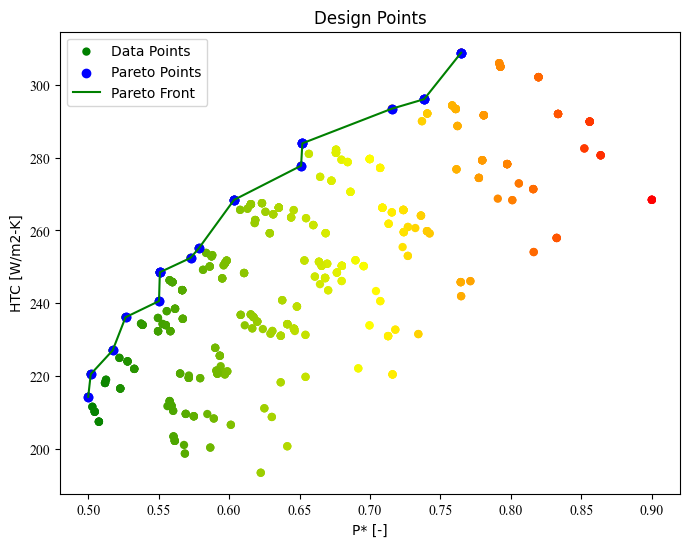 Design Points
Data Points
Pareto Points
Pareto Front
HTC [W/m2-K]
300
280
260
240
220
200
0.50 0.55 0.60 0.65 0.70 0.75 0.80 0.85 0.90
P* [-]